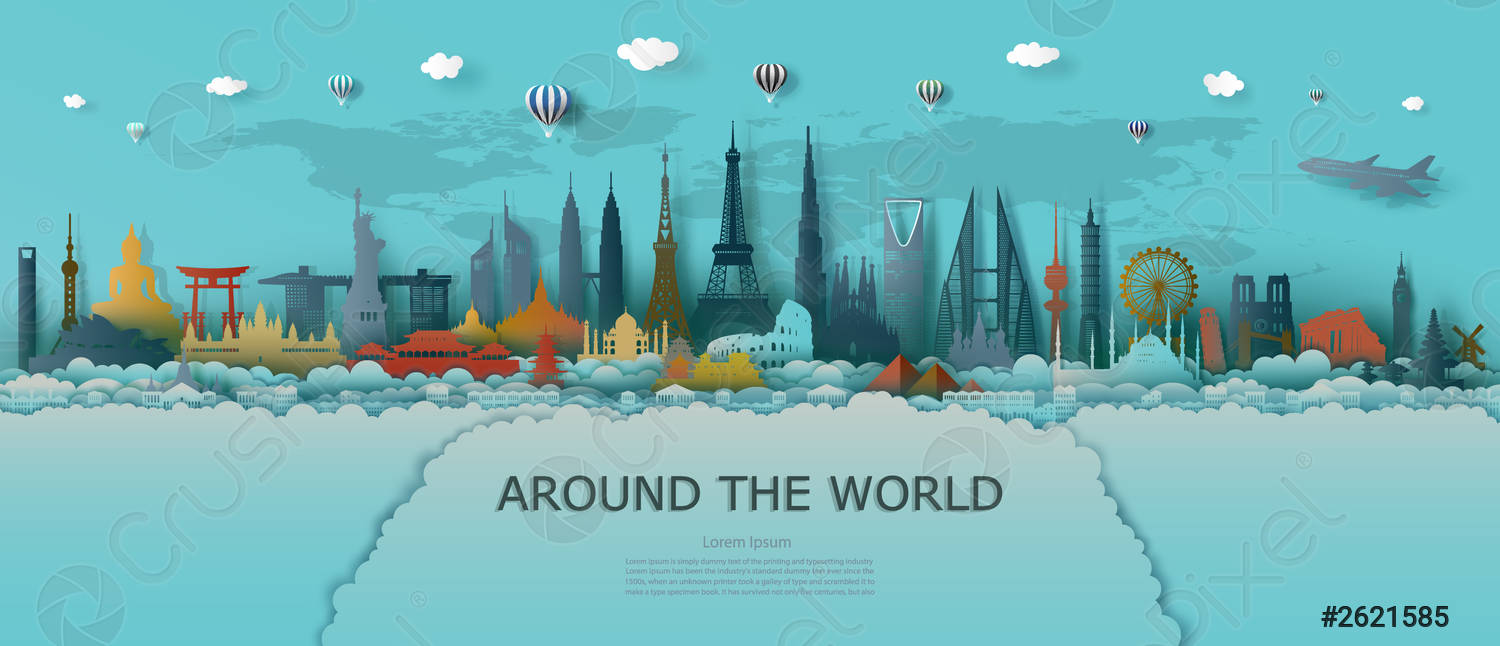 AROUND THE WORLD
Lorem Ipsum
Lorem Ipsum is simply dummy text of the printing and typesetting industry
Lorem Ipsum has been the industry's standard dummy text ever since the
1500s, when an unknown printer took a galley of type and scrambled it to
make a type specimen book. It has survived not only five centuries, but also
crushpixel
#2621585